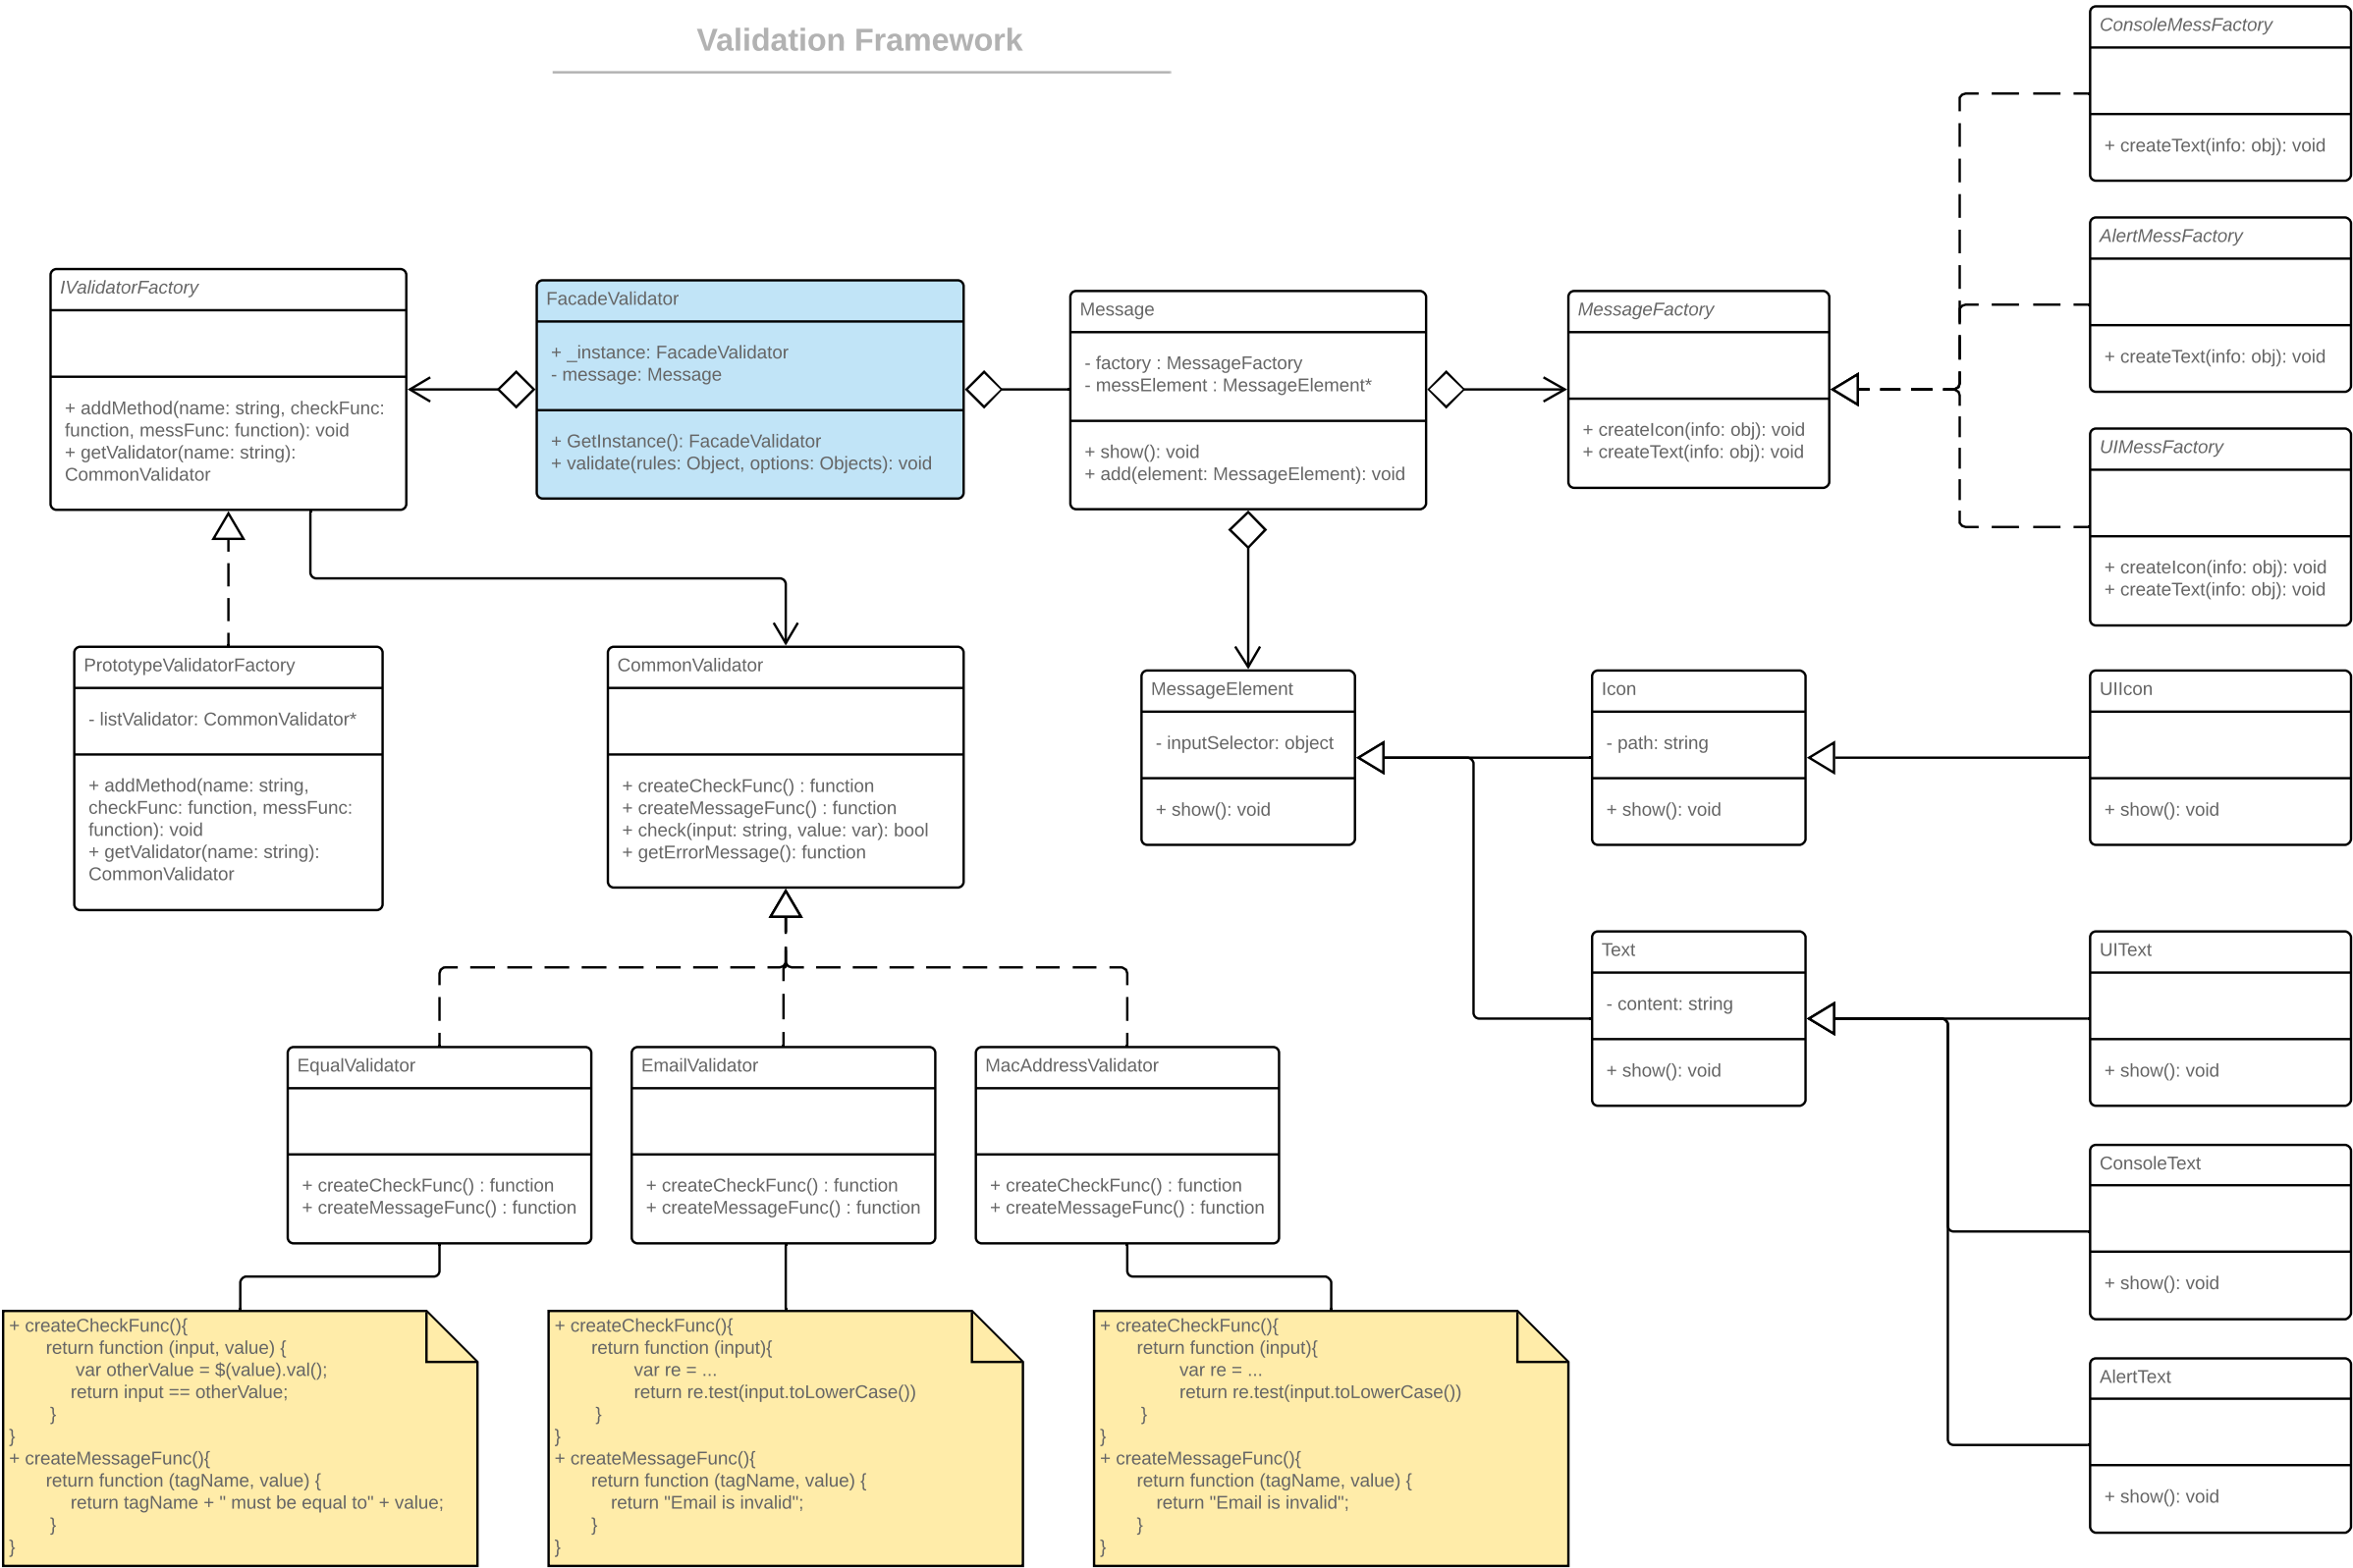 Validation Framework
ConsoleMessFactory
+ createText(info: obj): void
AlertMessFactory
+ createText(info: obj): void
UIMessFactory
+ createIcon(info: obj): void
+ createText(info: obj): void
IValidatorFactory
+ addMethod(name: string, checkFunc:
function, messFunc: function): void
+ getValidator(name: string):
CommonValidator
FacadeValidator
+ _instance: FacadeValidator
- message: Message
+ GetInstance(): FacadeValidator
+ validate(rules: Object, options: Objects): void
Message
- factory : MessageFactory
- messElement : MessageElement*
+ show(): void
+ add(element: MessageElement): void
MessageFactory
+ createIcon(info: obj): void
+ createText(info: obj): void
PrototypeValidatorFactory
- listValidator: CommonValidator*
+ addMethod(name: string,
checkFunc: function, messFunc:
function): void
+ getValidator(name: string):
CommonValidator
CommonValidator
+ createCheckFunc() : function
+ createMessageFunc() : function
+ check(input: string, value: var): bool
+ getErrorMessage(): function
MessageElement
- inputSelector: object
+ show(): void
Icon
- path: string
+ show(): void
UIIcon
+ show(): void
Text
- content: string
+ show(): void
UIText
+ show(): void
ConsoleText
+ show(): void
AlertText
+ show(): void
EqualValidator
+ createCheckFunc() : function
+ createMessageFunc() : function
EmailValidator
+ createCheckFunc() : function
+ createMessageFunc() : function
MacAddressValidator
+ createCheckFunc() : function
+ createMessageFunc() : function
+ createCheckFunc(){
return function (input, value) {
var otherValue = $(value).val();
return input == otherValue;
}
}
+ createMessageFunc(){
return function (tagName, value) {
return tagName + " must be equal to" + value;
}
}
+ createCheckFunc(){
return function (input){
var re = ...
return re.test(input.toLowerCase())
}
}
+ createMessageFunc(){
return function (tagName, value) {
return "Email is invalid";
}
}
+ createCheckFunc(){
return function (input){
var re = ...
return re.test(input.toLowerCase())
}
}
+ createMessageFunc(){
return function (tagName, value) {
return "Email is invalid";
}
}